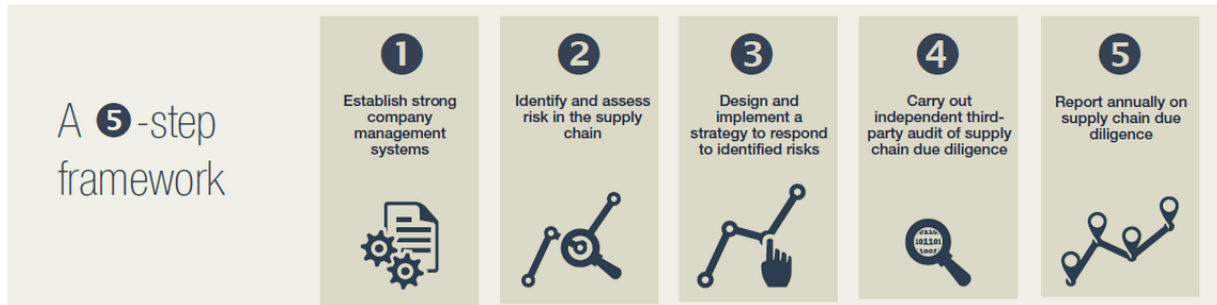 A 5-step
framework
1
Establish strong
company
management
systems
2
Identify and assess
risk in the supply
chain
3
Design and
implement a
strategy to respond
to identified risks
4
Carry out
independent third-
party audit of supply
chain due diligence
101101
5
Report annually on
supply chain due
diligence